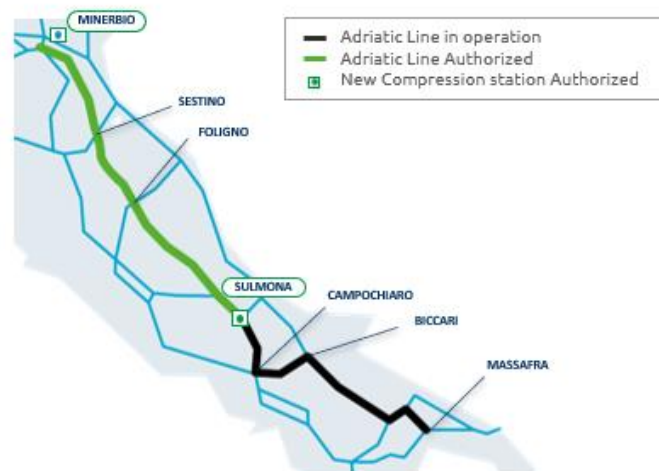 MINERBIO
Adriatic Line in operation
Adriatic Line Authorized
New Compression station Authorized
SESTINO
FOLIGNO
SULMONA
CAMPOCHIARO
BICCARI
MASSAFRA